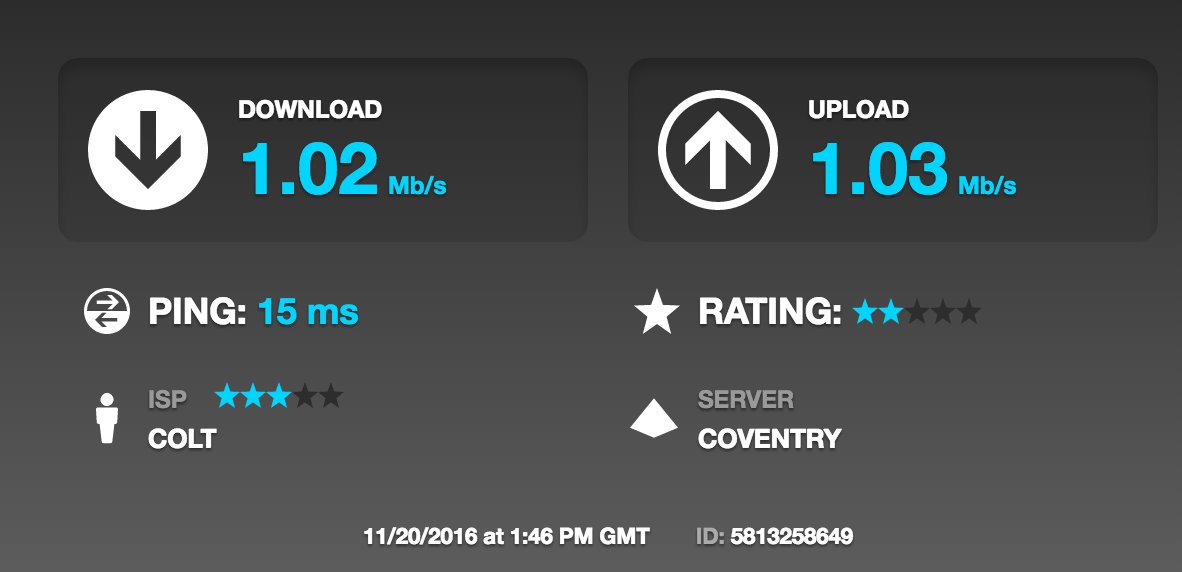 DOWNLOAD
1.02 Mb/s
UPLOAD
1.03 Mb/s
PING: 15 ms
RATING:
ISP
COLT
SERVER
COVENTRY
11/20/2016 at 1:46 PM GMT
ID: 5813258649